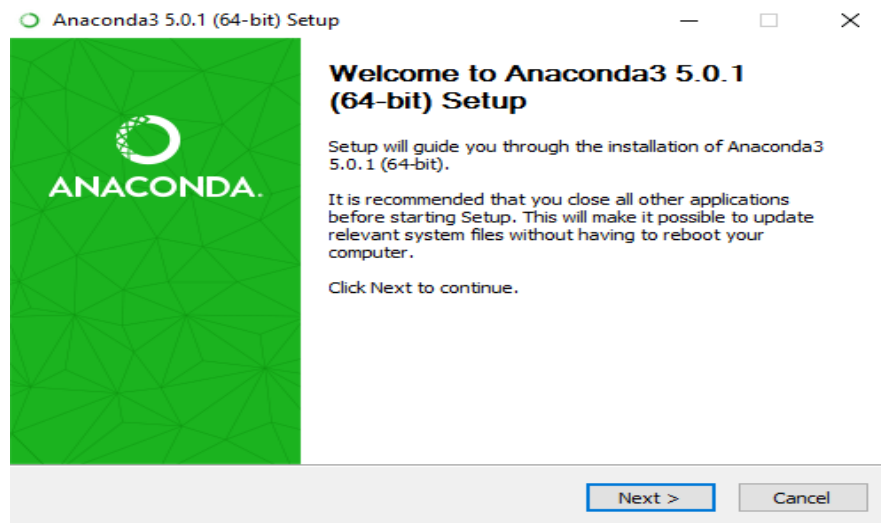 Anaconda3 5.0.1 (64-bit) Setup
Welcome to Anaconda3 5.0.1
(64-bit) Setup
Setup will guide you through the installation of Anaconda3
5.0.1 (64-bit).
It is recommended that you close all other applications
before starting Setup. This will make it possible to update
relevant system files without having to reboot your
computer.
Click Next to continue.
ANACONDA.
Next >
Cancel